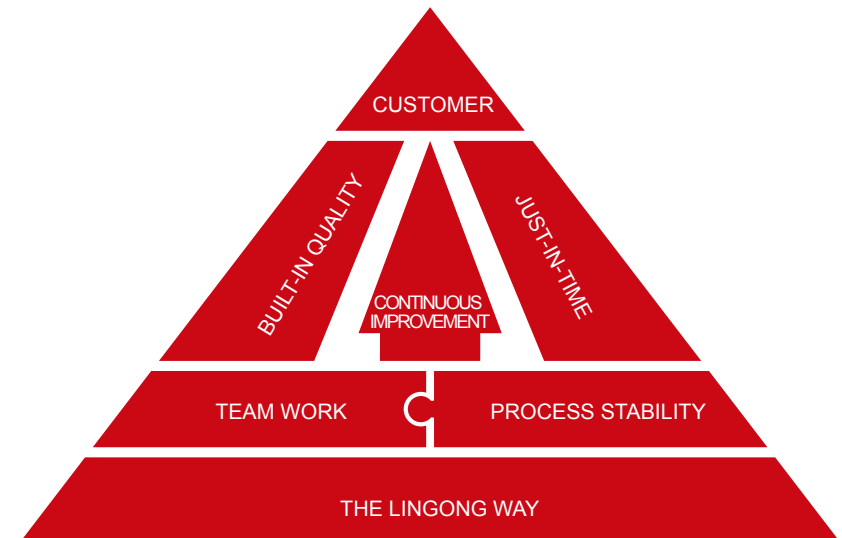 CUSTOMER
BUILT-IN QUALITY
JUST-IN-TIME
CONTINUOUS
IMPROVEMENT
TEAM WORK
PROCESS STABILITY
THE LINGONG WAY